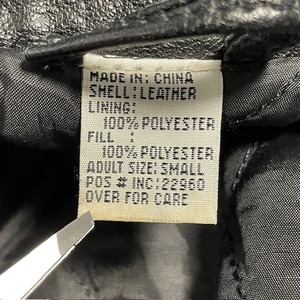 MADE IN: CHINA
SHELL: LEATHER
LINING:
100% POLYESTER
FILL :
100% POLYESTER
ADULT SIZE: SMALL
POS # INC: 22960
OVER FOR CARE